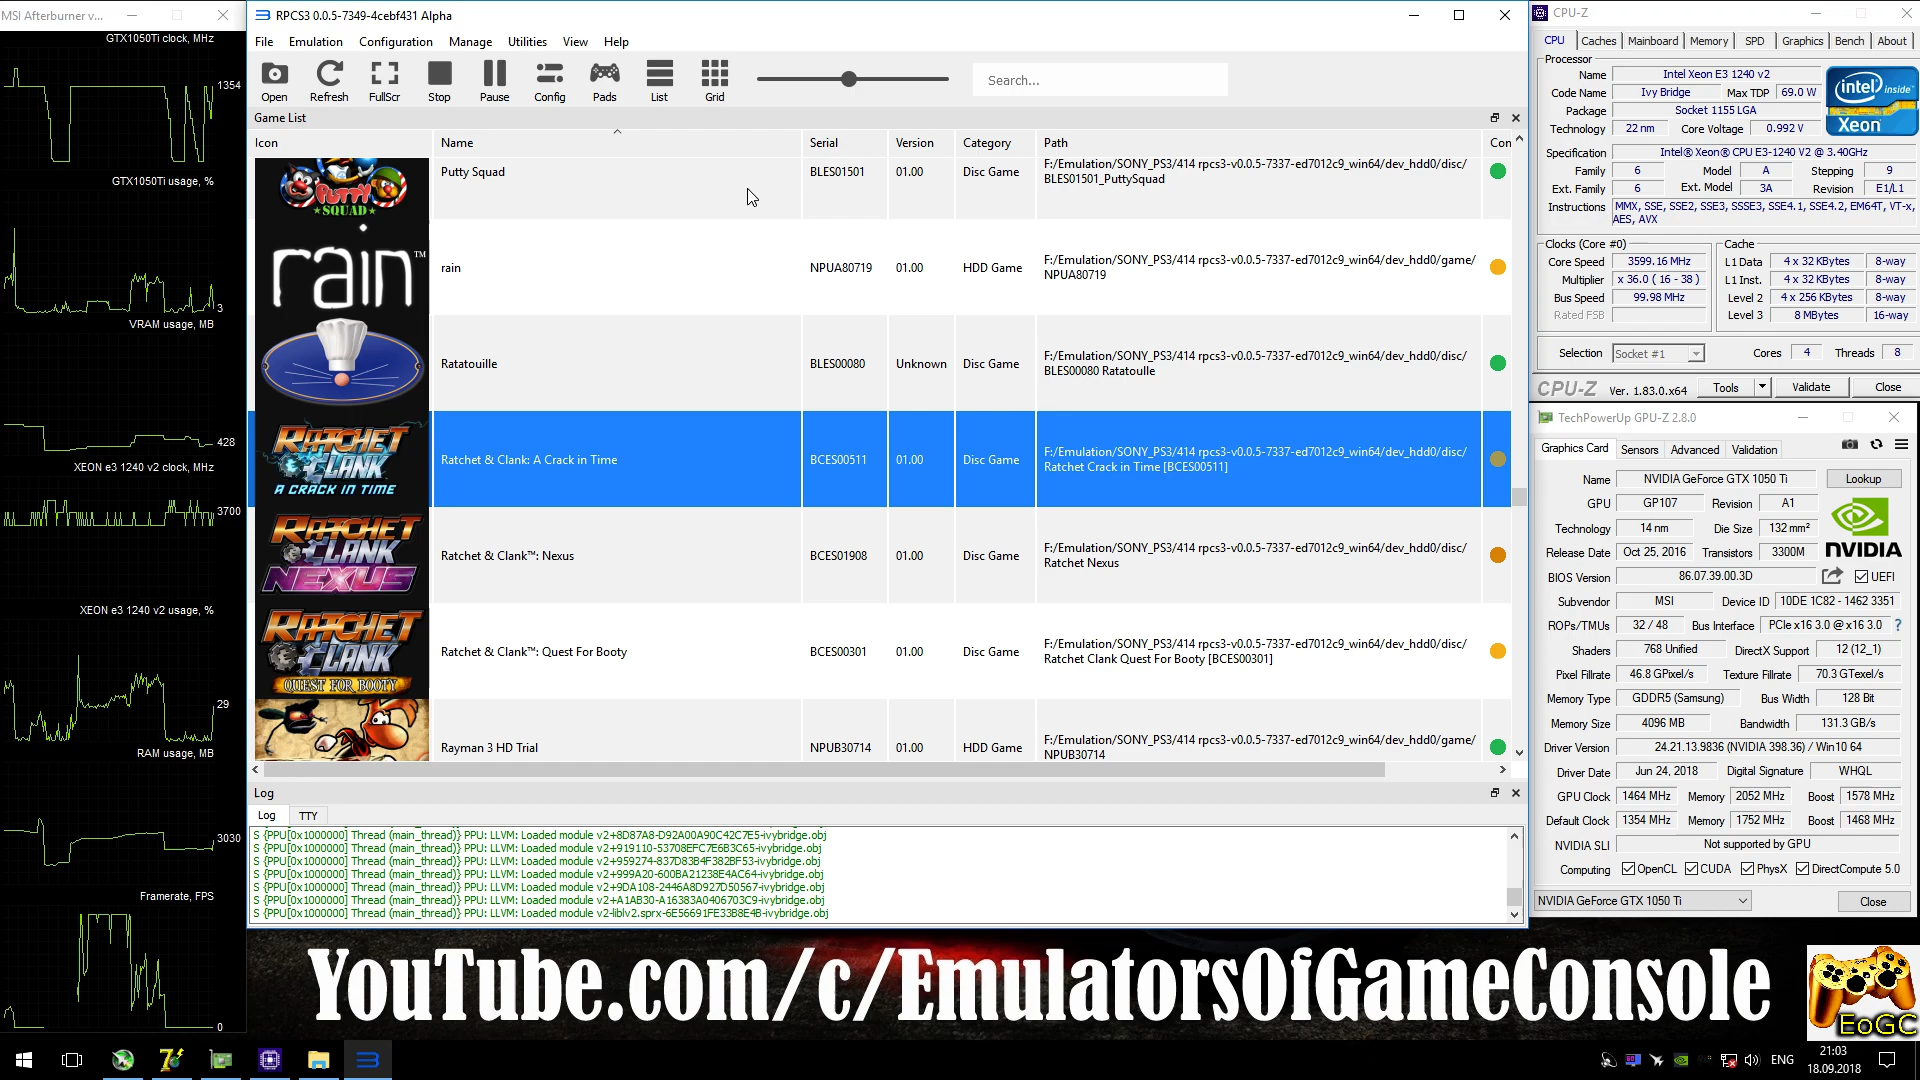 MSI Afterburner v...
GTX1050Ti clock, MHz
1354
GTX1050Ti usage, %
3
VRAM usage, MB
428
XEON e3 1240 v2 clock, MHz
3700
XEON e3 1240 v2 usage, %
29
RAM usage, MB
3030
Framerate, FPS
0
RPCS3 0.0.5-7349-4cebf431 Alpha
File Emulation Configuration Manage Utilities View Help
Open Refresh FullScr Stop Pause Config Pads List Grid
Search...
Game List
Icon Name Serial Version Category Path Con
PUTTY
SQUAD
Putty Squad BLES01501 01.00 Disc Game
F:/Emulation/SONY_PS3/414 rpcs3-v0.0.5-7337-ed7012c9_win64/dev_hdd0/disc/
BLES01501_PuttySquad
rain™
rain NPUA80719 01.00 HDD Game
F:/Emulation/SONY_PS3/414 rpcs3-v0.0.5-7337-ed7012c9_win64/dev_hdd0/game/
NPUA80719
Ratatouille BLES00080 Unknown Disc Game
F:/Emulation/SONY_PS3/414 rpcs3-v0.0.5-7337-ed7012c9_win64/dev_hdd0/disc/
BLES00080 Ratatoulle
RATCHET
CLANK
A CRACK IN TIME
Ratchet & Clank: A Crack in Time BCES00511 01.00 Disc Game
F:/Emulation/SONY_PS3/414 rpcs3-v0.0.5-7337-ed7012c9_win64/dev_hdd0/disc/
Ratchet Crack in Time [BCES00511]
RATCHET
CLANK
NEXUS
Ratchet & Clank™: Nexus BCES01908 01.00 Disc Game
F:/Emulation/SONY_PS3/414 rpcs3-v0.0.5-7337-ed7012c9_win64/dev_hdd0/disc/
Ratchet Nexus
RATCHET
CLANK
QUEST FOR BOOTY
Ratchet & Clank™: Quest For Booty BCES00301 01.00 Disc Game
F:/Emulation/SONY_PS3/414 rpcs3-v0.0.5-7337-ed7012c9_win64/dev_hdd0/disc/
Ratchet Clank Quest For Booty [BCES00301]
Rayman 3 HD Trial NPUB30714 01.00 HDD Game
F:/Emulation/SONY_PS3/414 rpcs3-v0.0.5-7337-ed7012c9_win64/dev_hdd0/game/
NPUB30714
Log
Log TTY
S {PPU[0x1000000] Thread (main_thread)} PPU: LLVM: Loaded module v2+8D87A8-D92A00A90C42C7E5-ivybridge.obj
S {PPU[0x1000000] Thread (main_thread)} PPU: LLVM: Loaded module v2+919110-53708EFC7E6B3C65-ivybridge.obj
S {PPU[0x1000000] Thread (main_thread)} PPU: LLVM: Loaded module v2+959274-837D83B4F382BF53-ivybridge.obj
S {PPU[0x1000000] Thread (main_thread)} PPU: LLVM: Loaded module v2+999A20-600BA21238E4AC64-ivybridge.obj
S {PPU[0x1000000] Thread (main_thread)} PPU: LLVM: Loaded module v2+9DA108-2446A8D927D50567-ivybridge.obj
S {PPU[0x1000000] Thread (main_thread)} PPU: LLVM: Loaded module v2+A1AB30-A16383A0406703C9-ivybridge.obj
S {PPU[0x1000000] Thread (main_thread)} PPU: LLVM: Loaded module v2-liblv2.sprx-6E56691FE33B8E4B-ivybridge.obj
CPU-Z
CPU Caches Mainboard Memory SPD Graphics Bench About
Processor
Name Intel Xeon E3 1240 v2
Code Name Ivy Bridge Max TDP 69.0 W
Package Socket 1155 LGA
Technology 22 nm Core Voltage 0.992 V
intel inside
Xeon
Specification Intel® Xeon® CPU E3-1240 V2 @ 3.40GHz
Family 6 Model A Stepping 9
Ext. Family 6 Ext. Model 3A Revision E1/L1
Instructions MMX, SSE, SSE2, SSE3, SSSE3, SSE4.1, SSE4.2, EM64T, VT-x,
AES, AVX
Clocks (Core #0) Cache
Core Speed 3599.16 MHz L1 Data 4 x 32 KBytes 8-way
Multiplier x 36.0 ( 16 - 38 ) L1 Inst. 4 x 32 KBytes 8-way
Bus Speed 99.98 MHz Level 2 4 x 256 KBytes 8-way
Rated FSB Level 3 8 MBytes 16-way
Selection Socket #1 Cores 4 Threads 8
CPU-Z Ver. 1.83.0.x64 Tools Validate Close
TechPowerUp GPU-Z 2.8.0
Graphics Card Sensors Advanced Validation
Name NVIDIA GeForce GTX 1050 Ti Lookup
GPU GP107 Revision A1
Technology 14 nm Die Size 132 mm²
Release Date Oct 25, 2016 Transistors 3300M
NVIDIA
BIOS Version 86.07.39.00.3D UEFI
Subvendor MSI Device ID 10DE 1C82 - 1462 3351
ROPs/TMUs 32 / 48 Bus Interface PCIe x16 3.0 @ x16 3.0 ?
Shaders 768 Unified DirectX Support 12 (12_1)
Pixel Fillrate 46.8 GPixel/s Texture Fillrate 70.3 GTexel/s
Memory Type GDDR5 (Samsung) Bus Width 128 Bit
Memory Size 4096 MB Bandwidth 131.3 GB/s
Driver Version 24.21.13.9836 (NVIDIA 398.36) / Win10 64
Driver Date Jun 24, 2018 Digital Signature WHQL
GPU Clock 1464 MHz Memory 2052 MHz Boost 1578 MHz
Default Clock 1354 MHz Memory 1752 MHz Boost 1468 MHz
NVIDIA SLI Not supported by GPU
Computing OpenCL CUDA PhysX DirectCompute 5.0
NVIDIA GeForce GTX 1050 Ti Close
YouTube.com/c/EmulatorsOfGameConsole
EoGC
ENG
21:03
18.09.2018